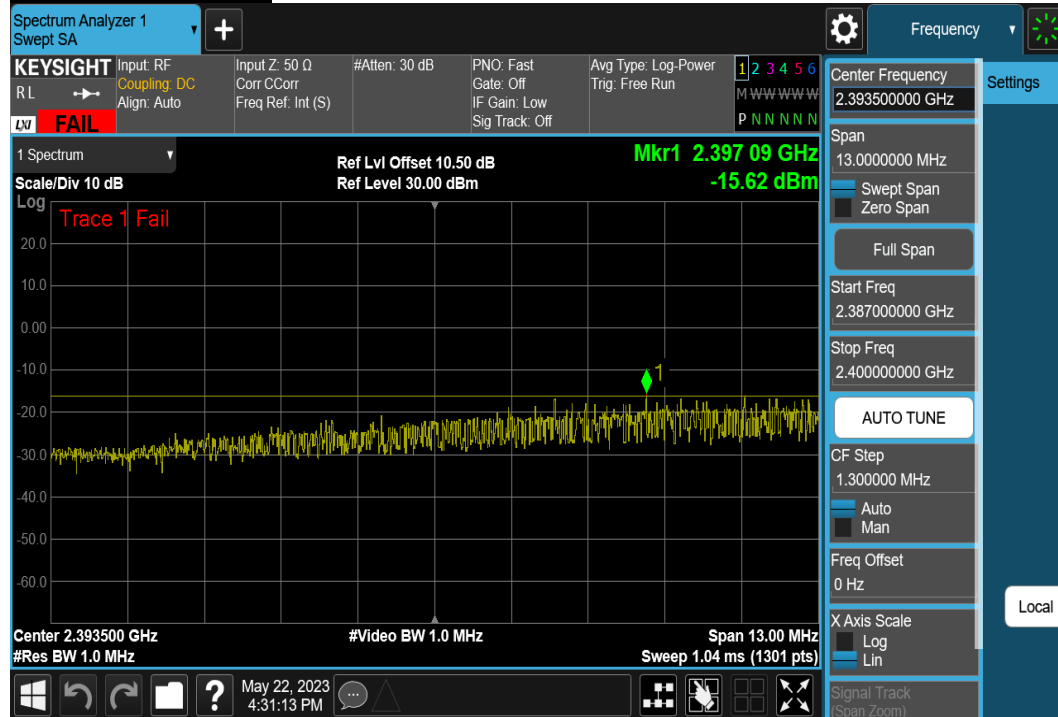 Spectrum Analyzer 1
Swept SA
+
Frequency
KEYSIGHT
RL
LXI
FAIL
Input: RF
Coupling: DC
Align: Auto
Input Z: 50 Ω
Corr CCorr
Freq Ref: Int (S)
#Atten: 30 dB
PNO: Fast
Gate: Off
IF Gain: Low
Sig Track: Off
Avg Type: Log-Power
Trig: Free Run
1 2 3 4 5 6
M W W W W W
P N N N N N
1 Spectrum
Scale/Div 10 dB
Ref Lvl Offset 10.50 dB
Ref Level 30.00 dBm
Mkr1 2.397 09 GHz
-15.62 dBm
Log
Trace 1 Fail
20.0
10.0
0.00
-10.0
1
-20.0
-30.0
-40.0
-50.0
-60.0
Center 2.393500 GHz
#Res BW 1.0 MHz
#Video BW 1.0 MHz
Span 13.00 MHz
Sweep 1.04 ms (1301 pts)
?
May 22, 2023
4:31:13 PM
Center Frequency
2.393500000 GHz
Span
13.0000000 MHz
Swept Span
Zero Span
Full Span
Start Freq
2.387000000 GHz
Stop Freq
2.400000000 GHz
AUTO TUNE
CF Step
1.300000 MHz
Auto
Man
Freq Offset
0 Hz
X Axis Scale
Log
Lin
Signal Track
(Span Zoom)
Settings
Local